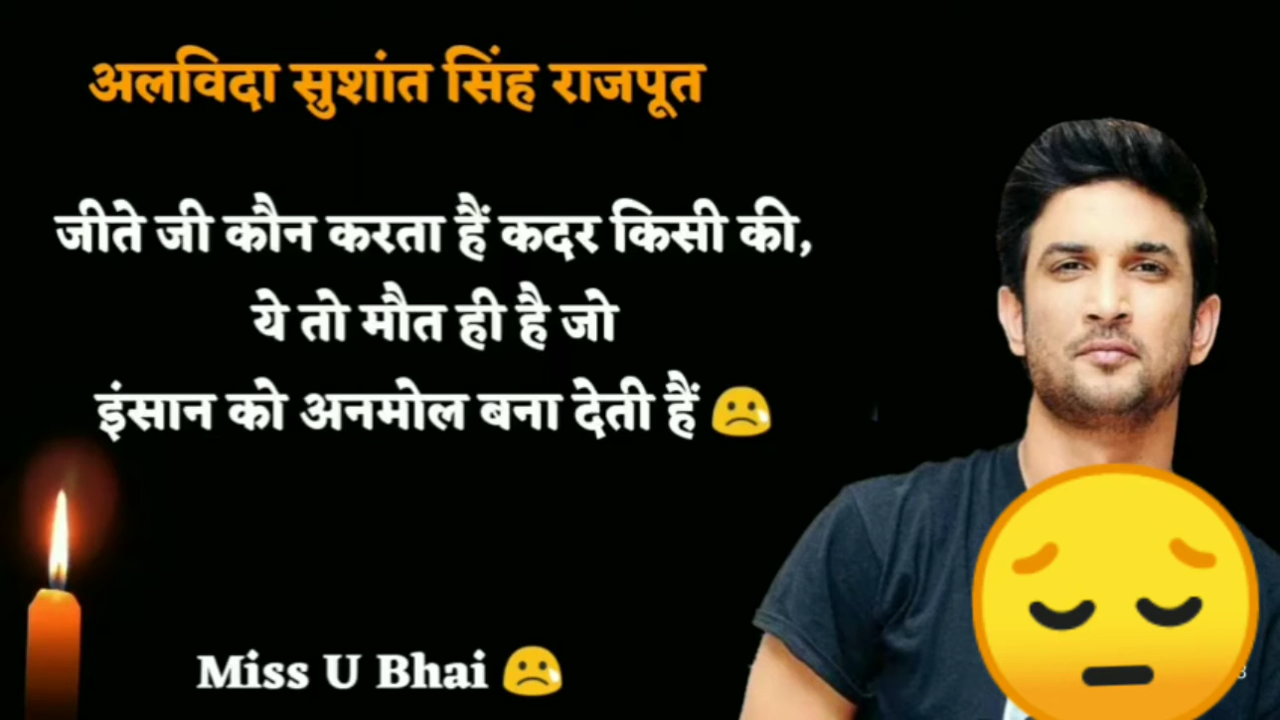 अलविदा सुशांत सिंह राजपूत
जीते जी कौन करता हैं कदर किसी की,
ये तो मौत ही है जो
इंसान को अनमोल बना देती हैं 😢
Miss U Bhai 😢